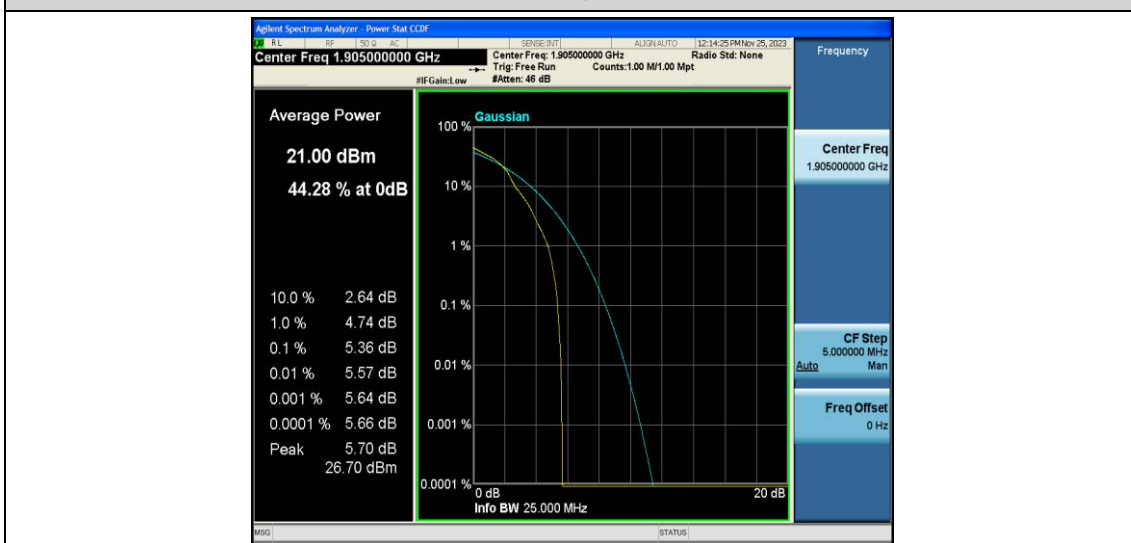 Agilent Spectrum Analyzer - Power Stat CCDF
RL RF 50 Ω AC SENSE:INT ALIGN AUTO 12:14:25 PM Nov 25, 2023
Center Freq 1.905000000 GHz
Center Freq: 1.905000000 GHz Radio Std: None
Trig: Free Run Counts:1.00 M/1.00 Mpt
#IFGain:Low #Atten: 46 dB
Frequency
Center Freq
1.905000000 GHz
CF Step
5.000000 MHz
Auto Man
Freq Offset
0 Hz
Average Power
21.00 dBm
44.28 % at 0dB
10.0 % 2.64 dB
1.0 % 4.74 dB
0.1 % 5.36 dB
0.01 % 5.57 dB
0.001 % 5.64 dB
0.0001 % 5.66 dB
Peak 5.70 dB
26.70 dBm
Gaussian
100 %
10 %
1 %
0.1 %
0.01 %
0.001 %
0.0001 %
0 dB 20 dB
Info BW 25.000 MHz
MSG STATUS